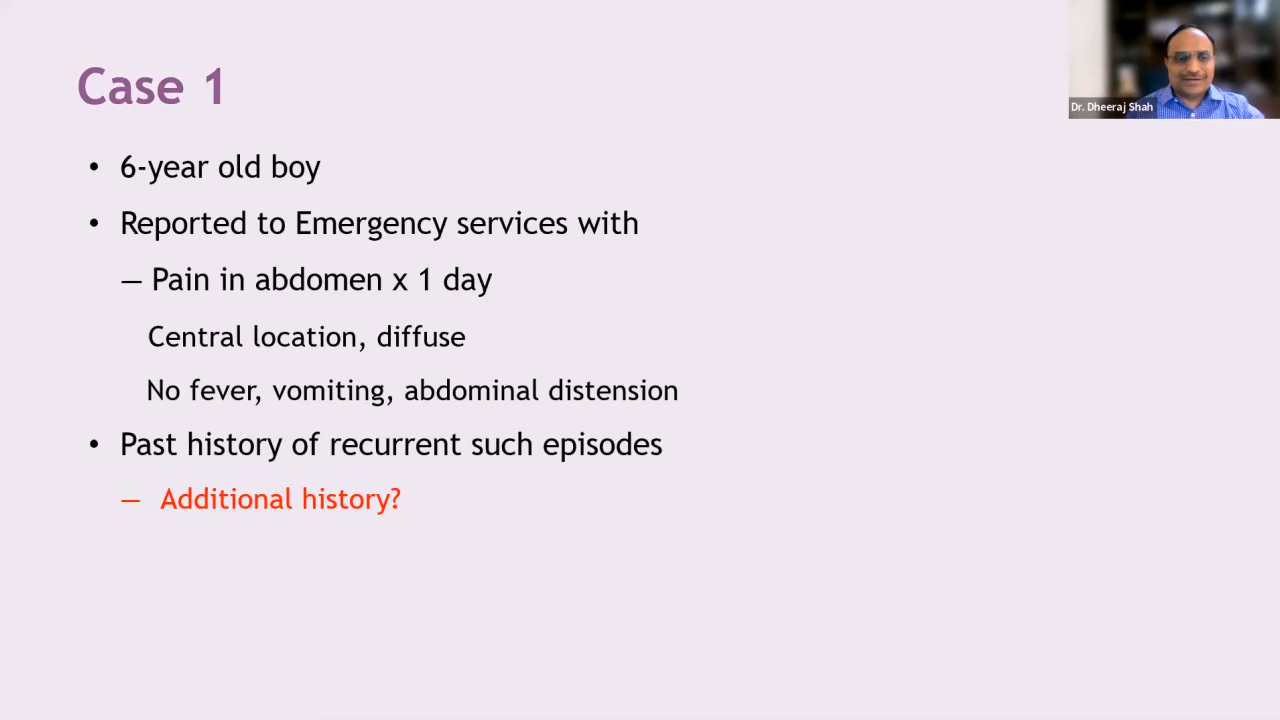 Case 1
Dr. Dheeraj Shah
• 6-year old boy
• Reported to Emergency services with
— Pain in abdomen x 1 day
Central location, diffuse
No fever, vomiting, abdominal distension
• Past history of recurrent such episodes
— Additional history?